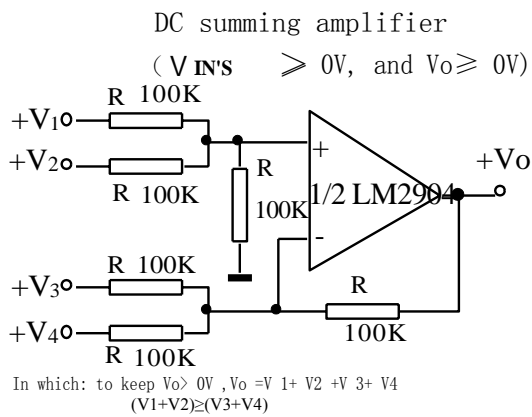 DC summing amplifier
( V IN'S ≥ 0V, and Vo≥ 0V)
R 100K
+V1
+V2
R 100K
R
100K
+
-
1/2 LM2904
+Vo
R 100K
+V3
+V4
R 100K
R
100K
In which: to keep Vo> 0V ,Vo =V 1+ V2 +V 3+ V4
(V1+V2)≥(V3+V4)